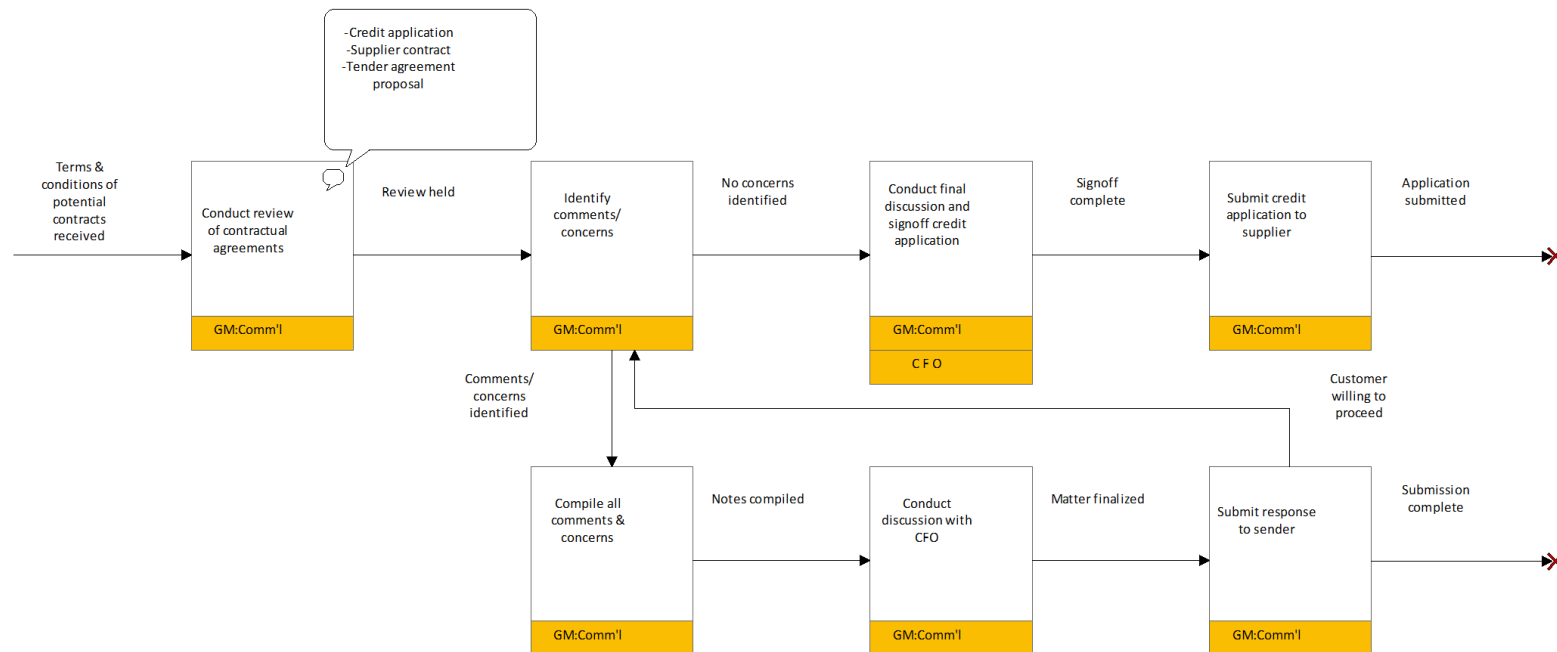 -Credit application
-Supplier contract
-Tender agreement
proposal
Terms &
conditions of
potential
contracts
received
Conduct review
of contractual
agreements
GM:Comm'l
Review held
Identify
comments/
concerns
GM:Comm'l
No concerns
identified
Conduct final
discussion and
signoff credit
application
GM:Comm'l
C F O
Signoff
complete
Submit credit
application to
supplier
GM:Comm'l
Application
submitted
Comments/
concerns
identified
Customer
willing to
proceed
Compile all
comments &
concerns
GM:Comm'l
Notes compiled
Conduct
discussion with
CFO
GM:Comm'l
Matter finalized
Submit response
to sender
GM:Comm'l
Submission
complete